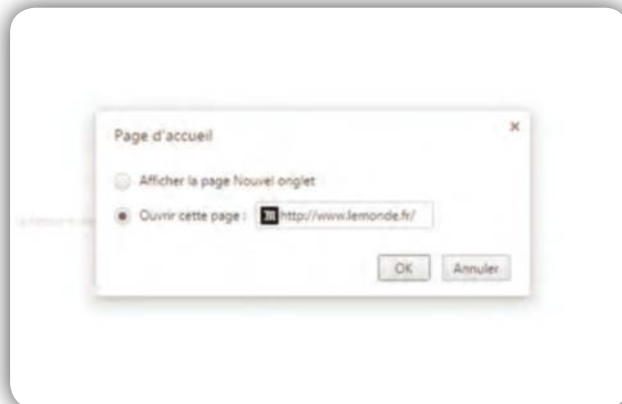 Page d'accueil
Afficher la page Nouvel onglet
Ouvrir cette page : http://www.lemonde.fr/
OK Annuler